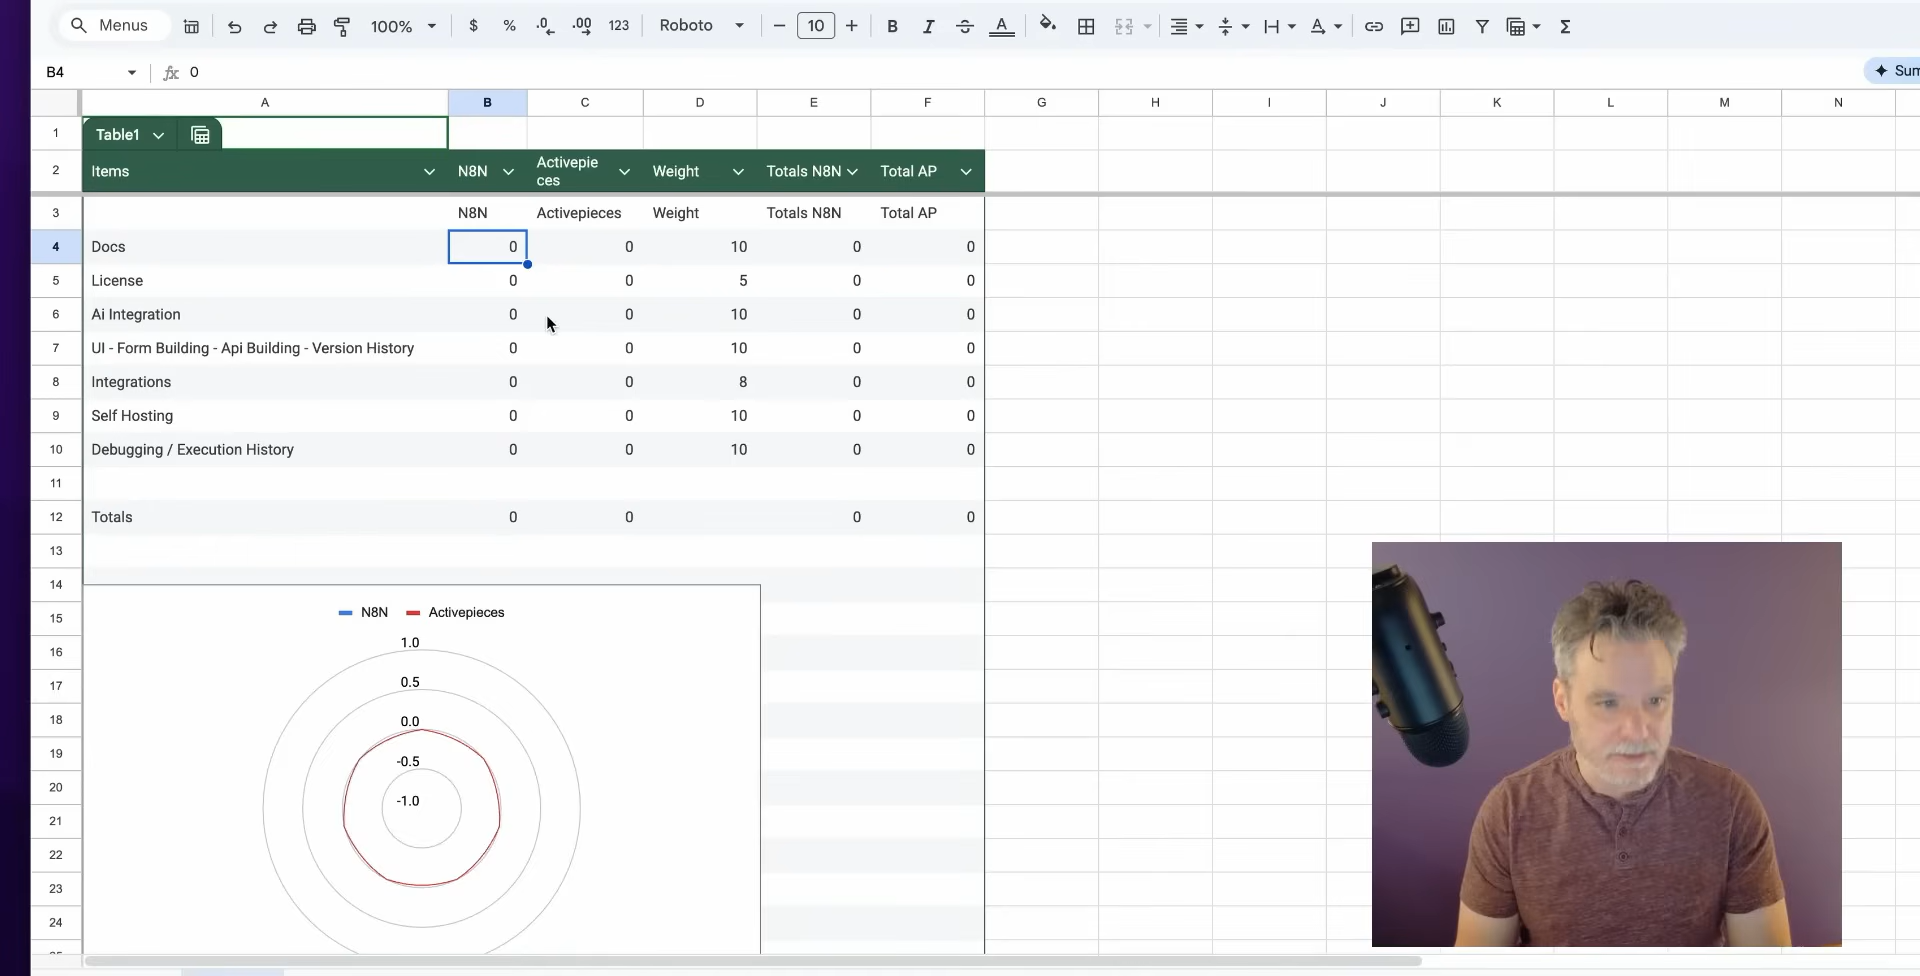 Menus 100% $ % .0 .00 123 Roboto 10 B I A A Σ
B4 fx 0 Sum
A B C D E F G H I J K L M N
1 Table1
2 Items N8N Activepie
ces Weight Totals N8N Total AP
3 N8N Activepieces Weight Totals N8N Total AP
4 Docs 0 0 10 0 0
5 License 0 0 5 0 0
6 Ai Integration 0 0 10 0 0
7 UI - Form Building - Api Building - Version History 0 0 10 0 0
8 Integrations 0 0 8 0 0
9 Self Hosting 0 0 10 0 0
10 Debugging / Execution History 0 0 10 0 0
11
12 Totals 0 0 0 0
13
14
15 N8N Activepieces
16 1.0
17 0.5
18 0.0
19 -0.5
20 -1.0
21
22
23
24